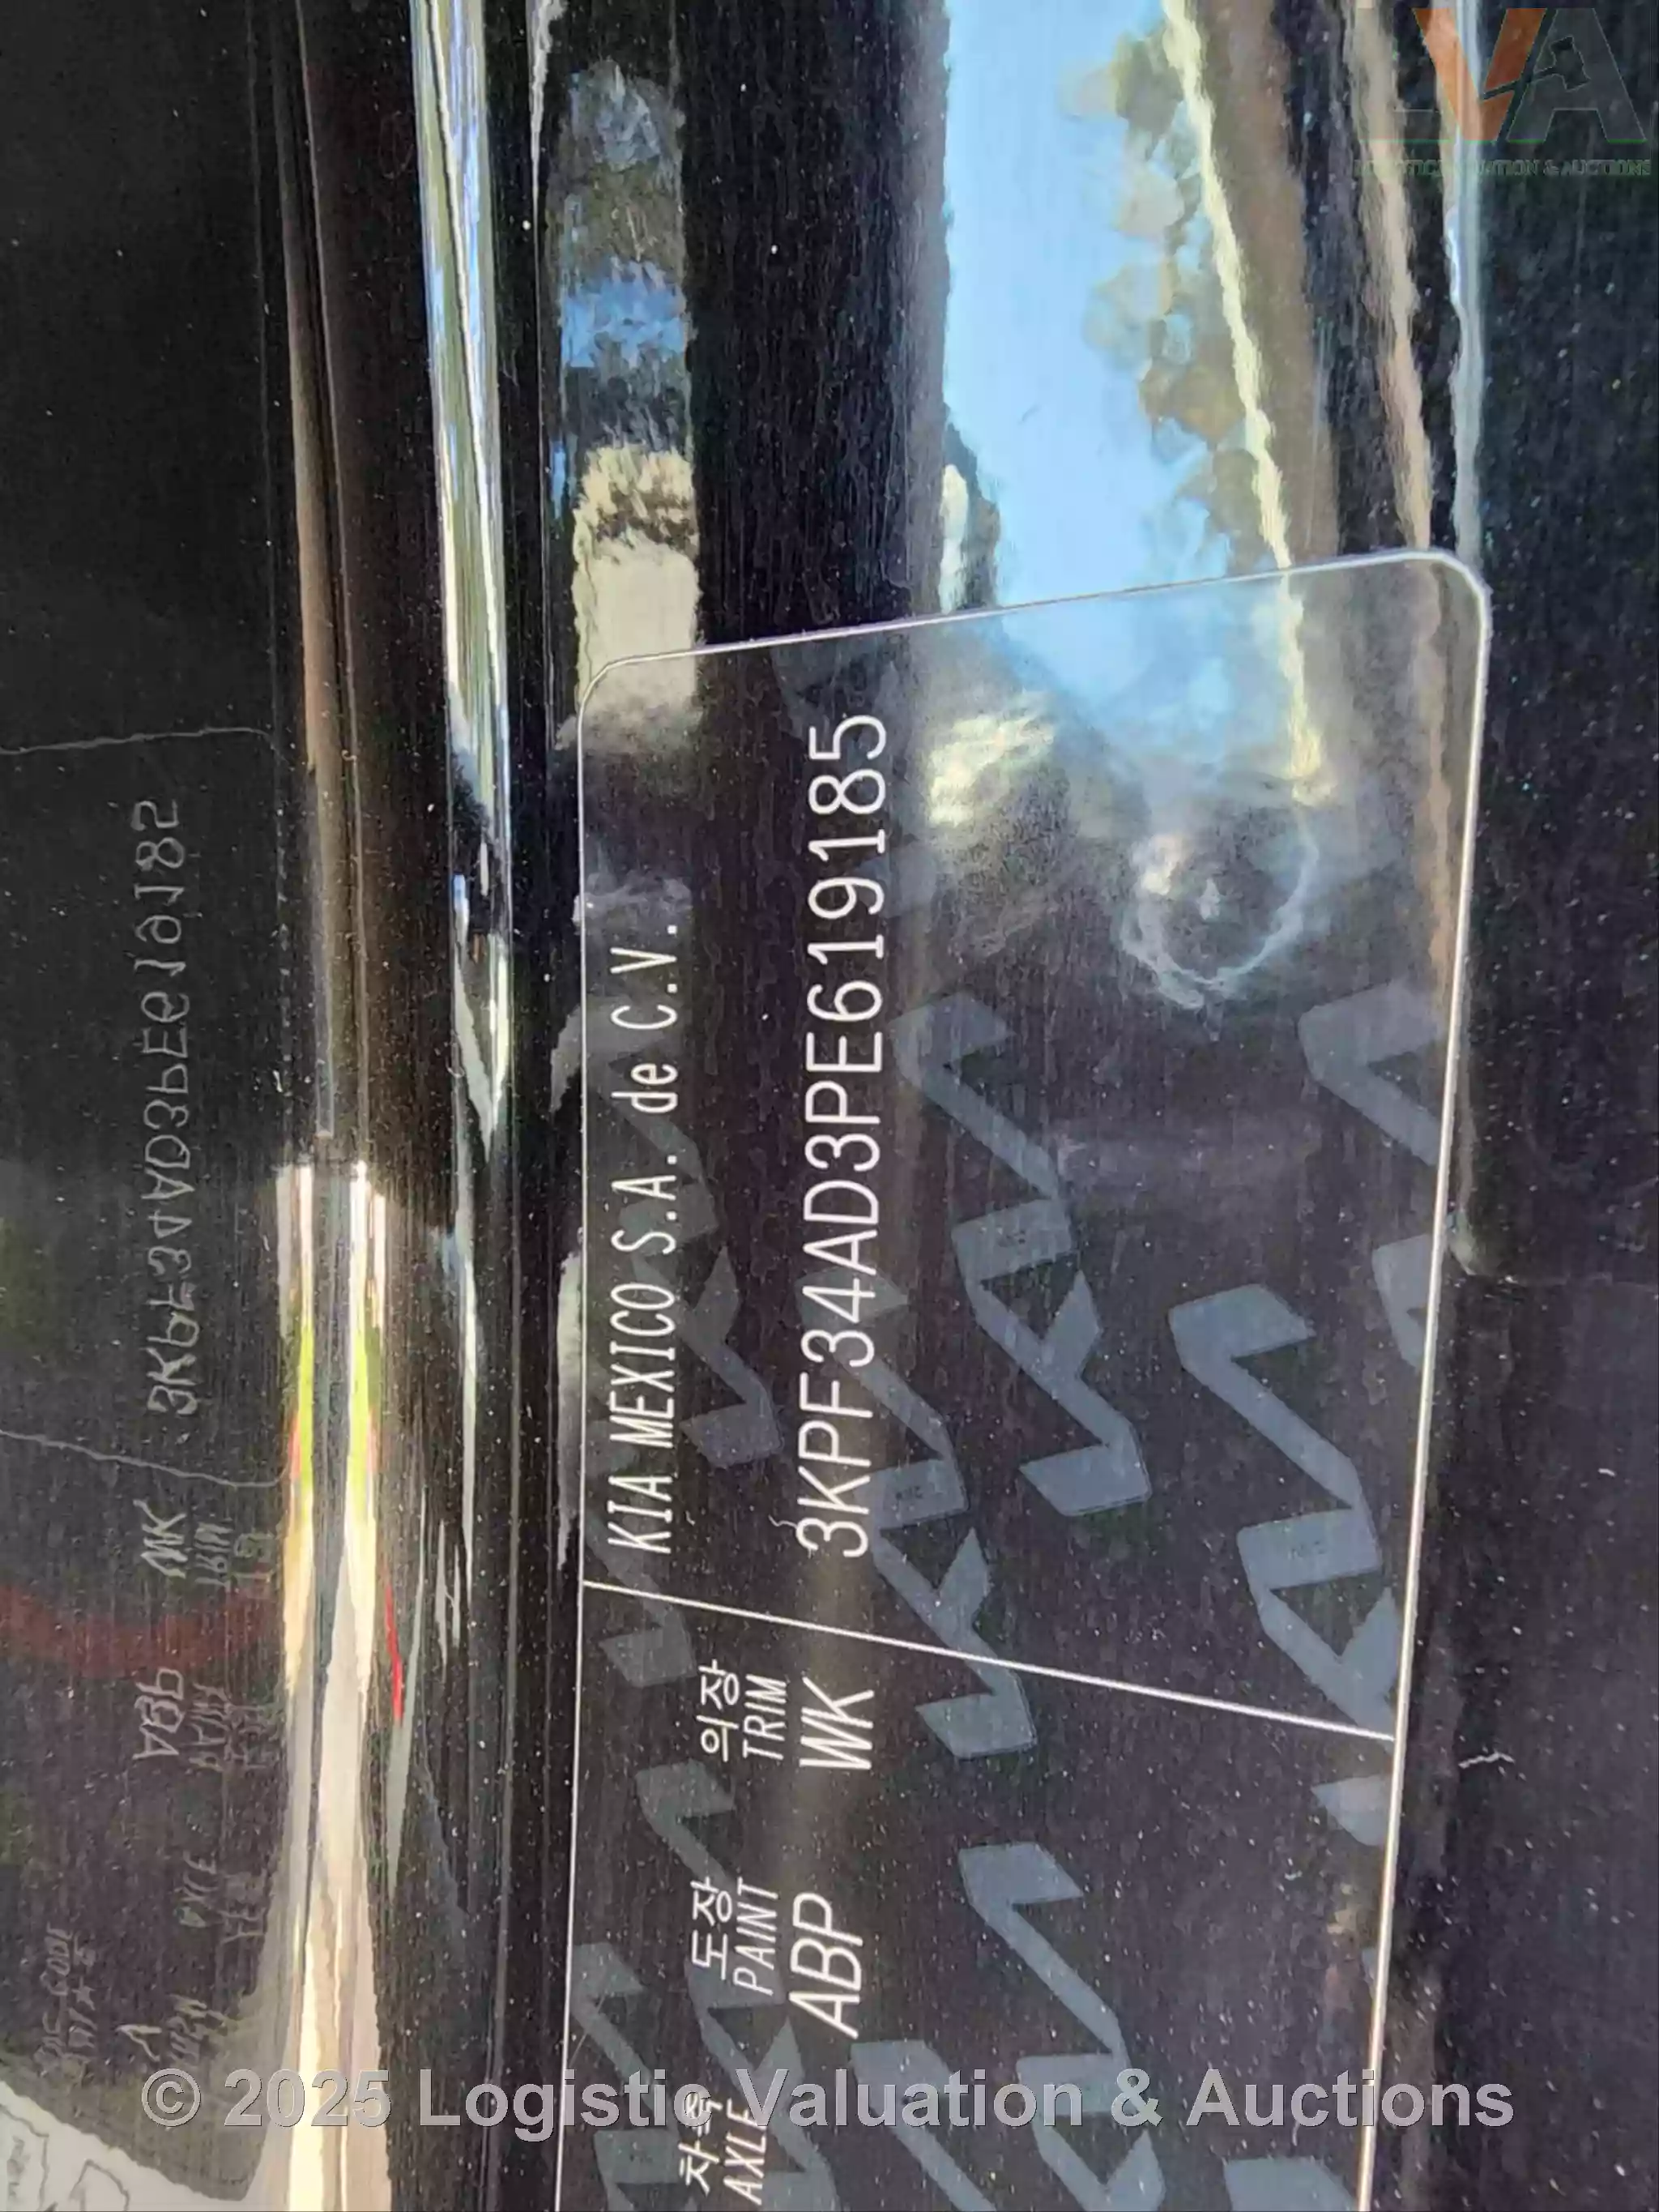 KIA MEXICO S.A. de C.V.
3KPF34AD3PE619185
차축 도장 의장
AXLE PAINT TRIM
ABP WK
VA
© 2025 Logistic Valuation & Auctions